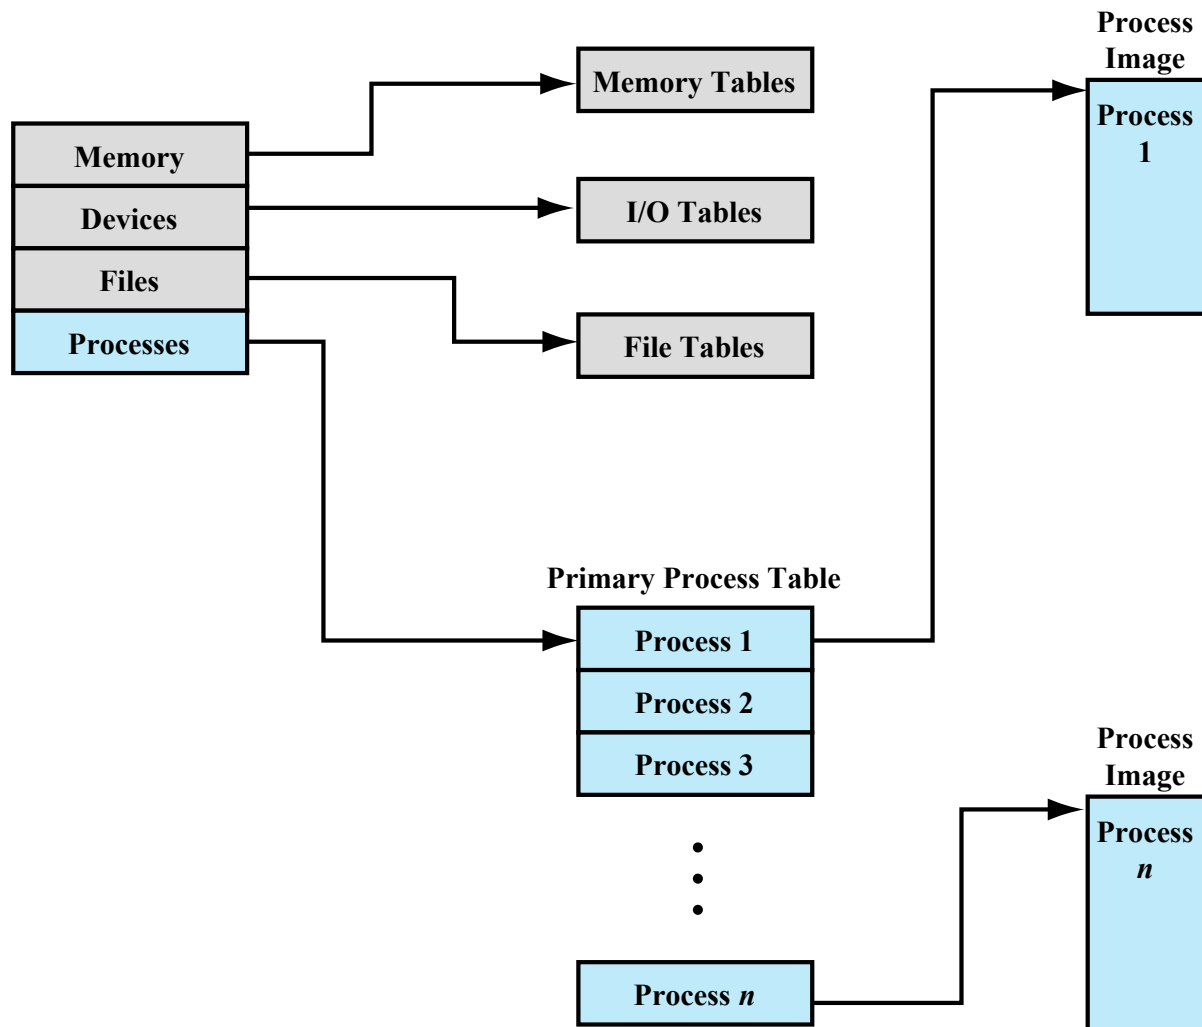 Memory
Devices
Files
Processes
Memory Tables
I/O Tables
File Tables
Primary Process Table
Process 1
Process 2
Process 3
Process n
Process
Image
Process
1
Process
Image
Process
n